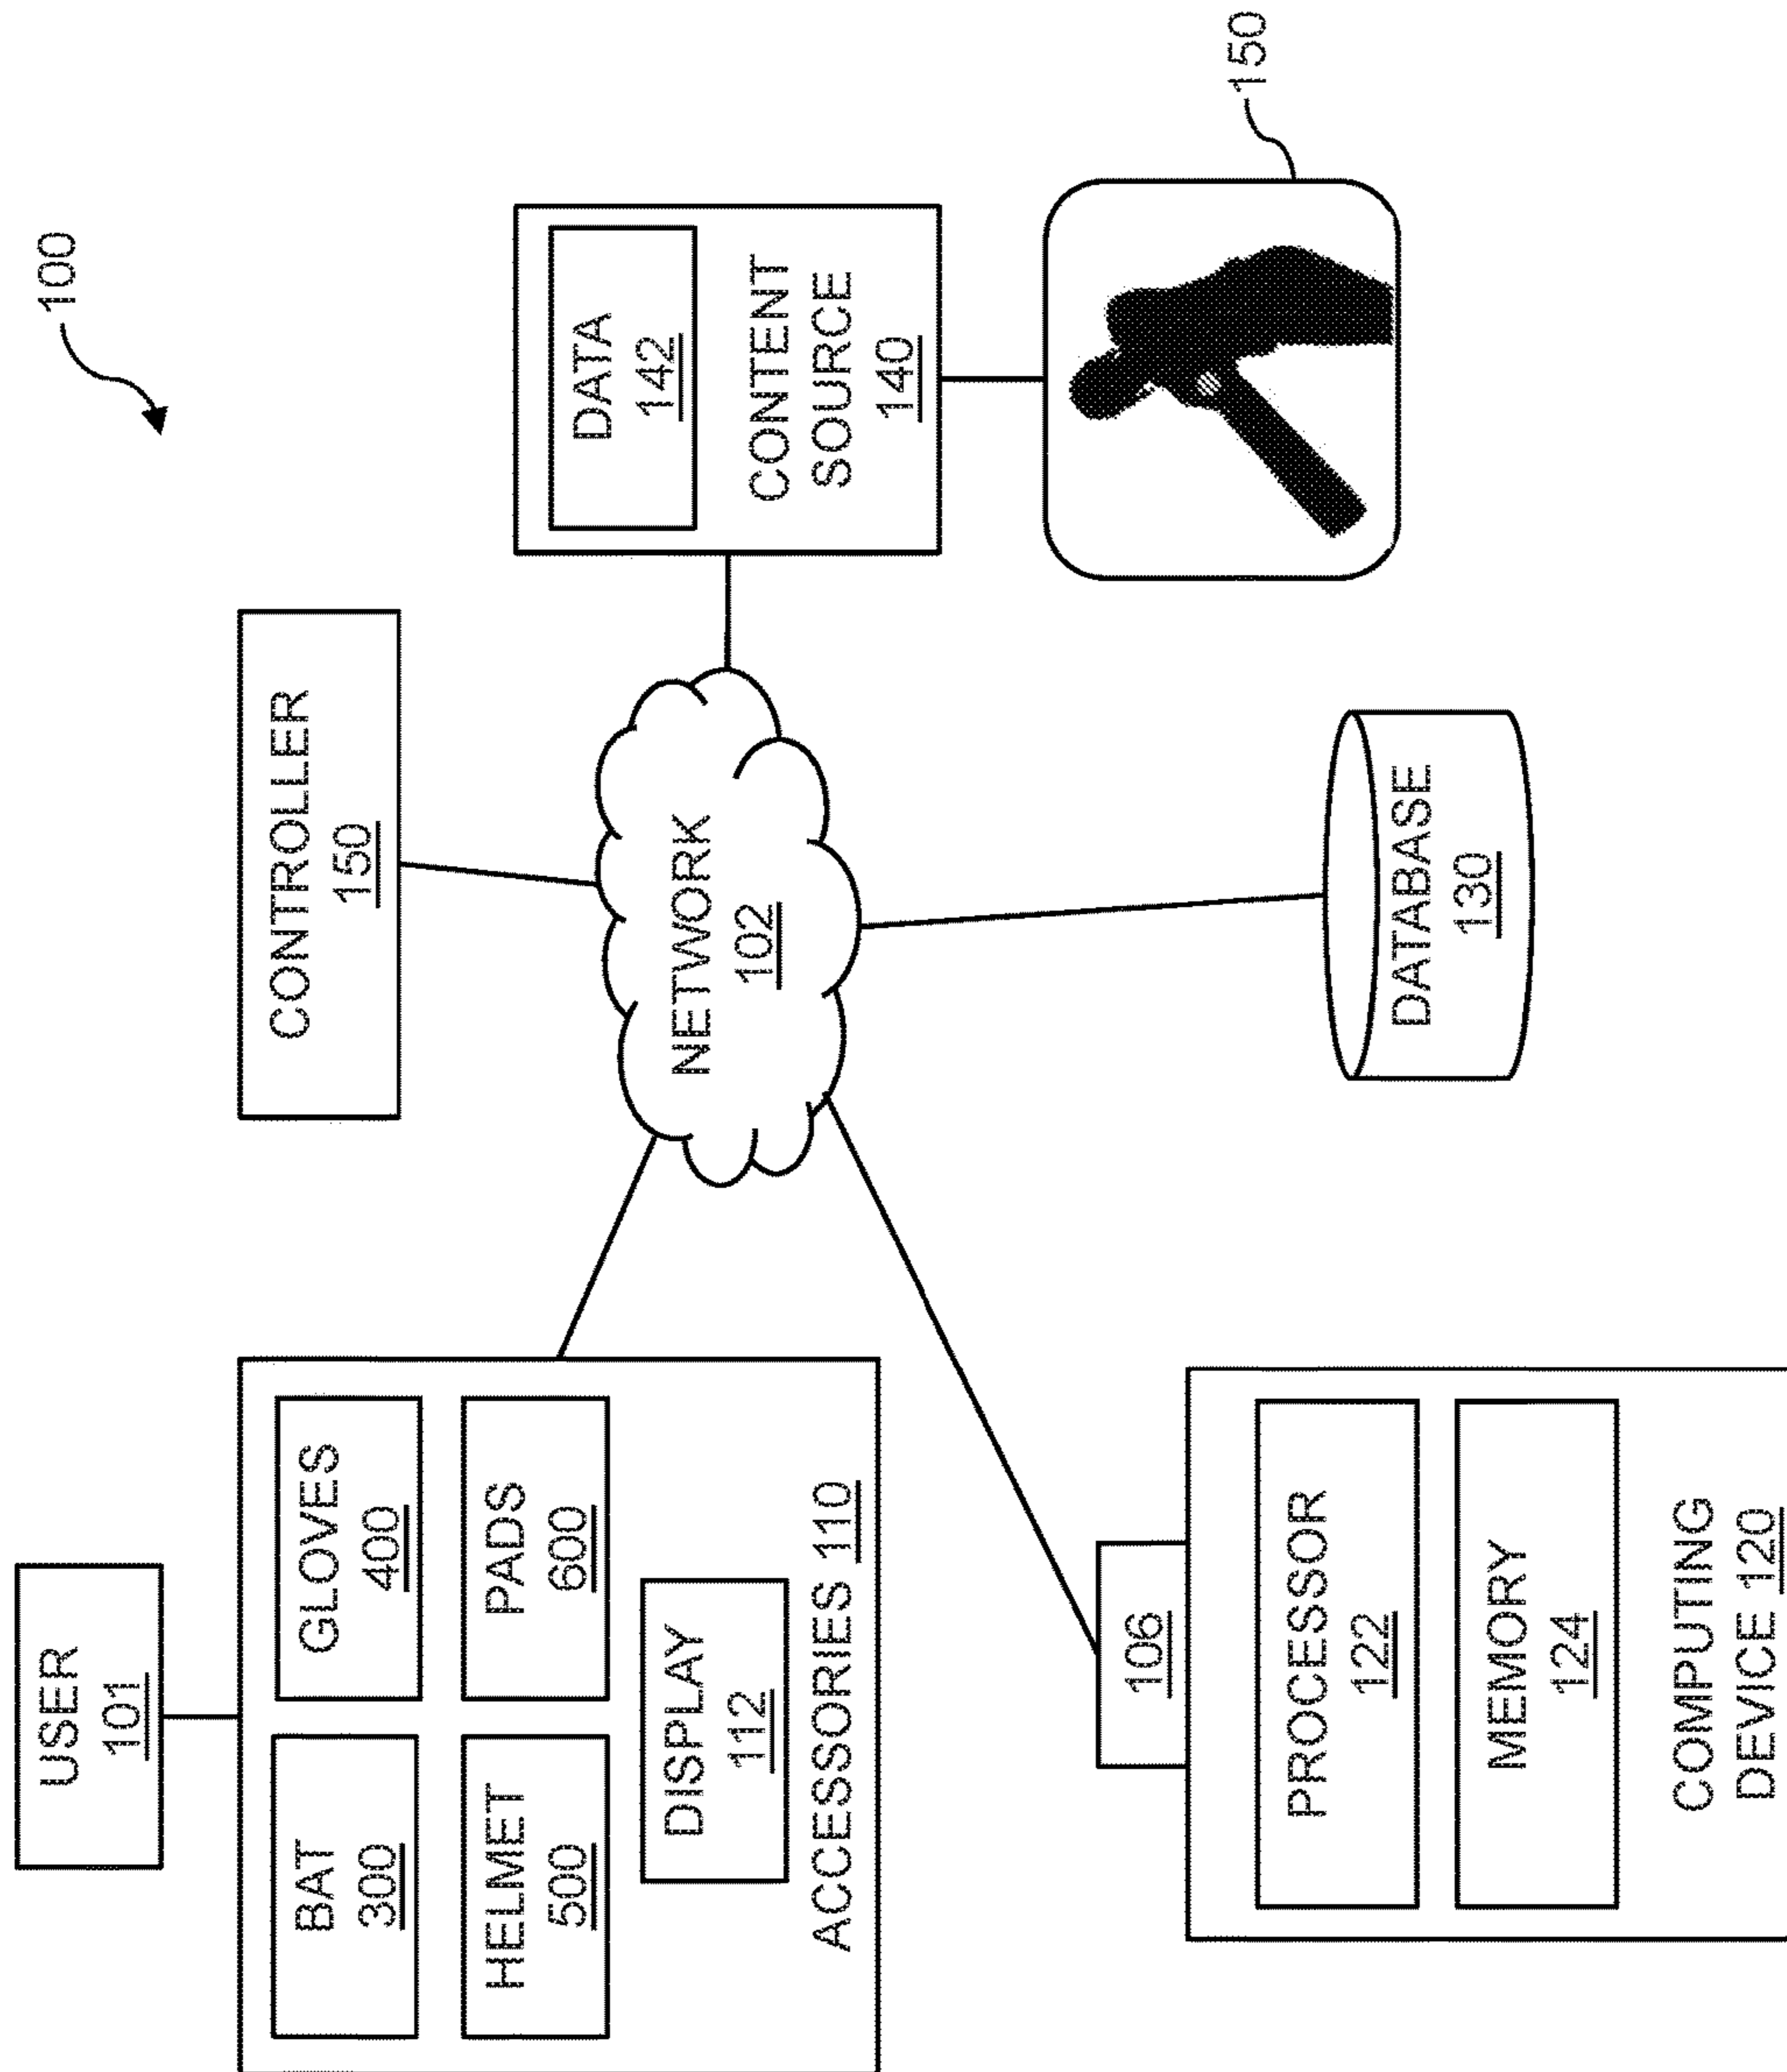 100
USER
101
BAT
300
GLOVES
400
HELMET
500
PADS
600
DISPLAY
112
ACCESSORIES 110
CONTROLLER
150
NETWORK
102
DATA
142
CONTENT
SOURCE
140
150
106
PROCESSOR
122
MEMORY
124
COMPUTING
DEVICE 120
DATABASE
130